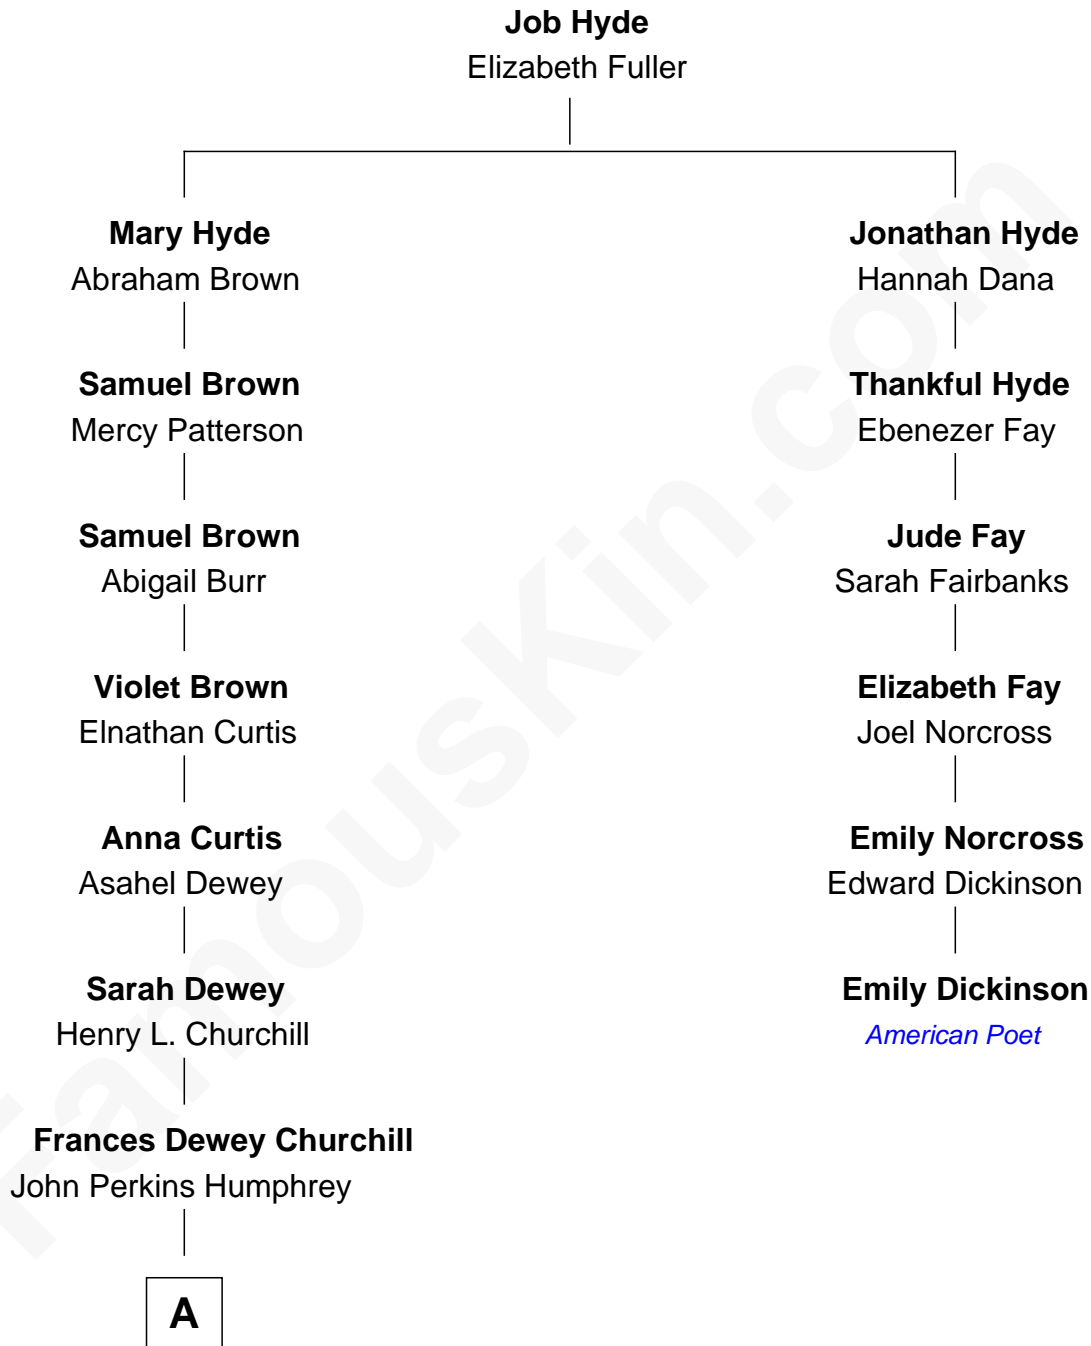 Job Hyde
Elizabeth Fuller
Mary Hyde
Abraham Brown
Samuel Brown
Mercy Patterson
Samuel Brown
Abigail Burr
Violet Brown
Elnathan Curtis
Anna Curtis
Asahel Dewey
Sarah Dewey
Henry L. Churchill
Frances Dewey Churchill
John Perkins Humphrey
A
Jonathan Hyde
Hannah Dana
Thankful Hyde
Ebenezer Fay
Jude Fay
Sarah Fairbanks
Elizabeth Fay
Joel Norcross
Emily Norcross
Edward Dickinson
Emily Dickinson
American Poet
FamousKin.com